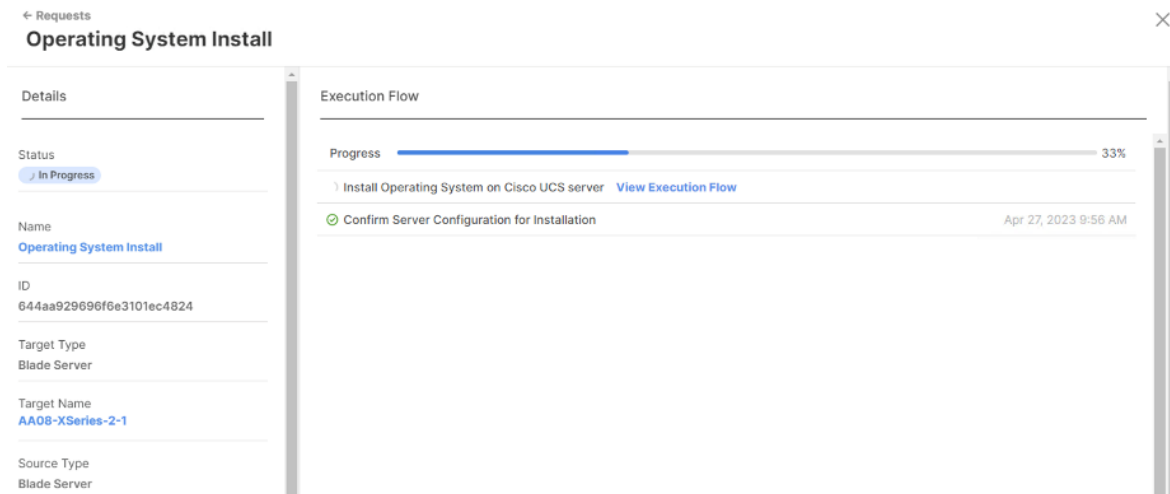 ← Requests
Operating System Install
Details
Status
In Progress
Name
Operating System Install
ID
644aa929696f6e3101ec4824
Target Type
Blade Server
Target Name
AA08-XSeries-2-1
Source Type
Blade Server
Execution Flow
Progress 33%
Install Operating System on Cisco UCS server View Execution Flow
Confirm Server Configuration for Installation Apr 27, 2023 9:56 AM